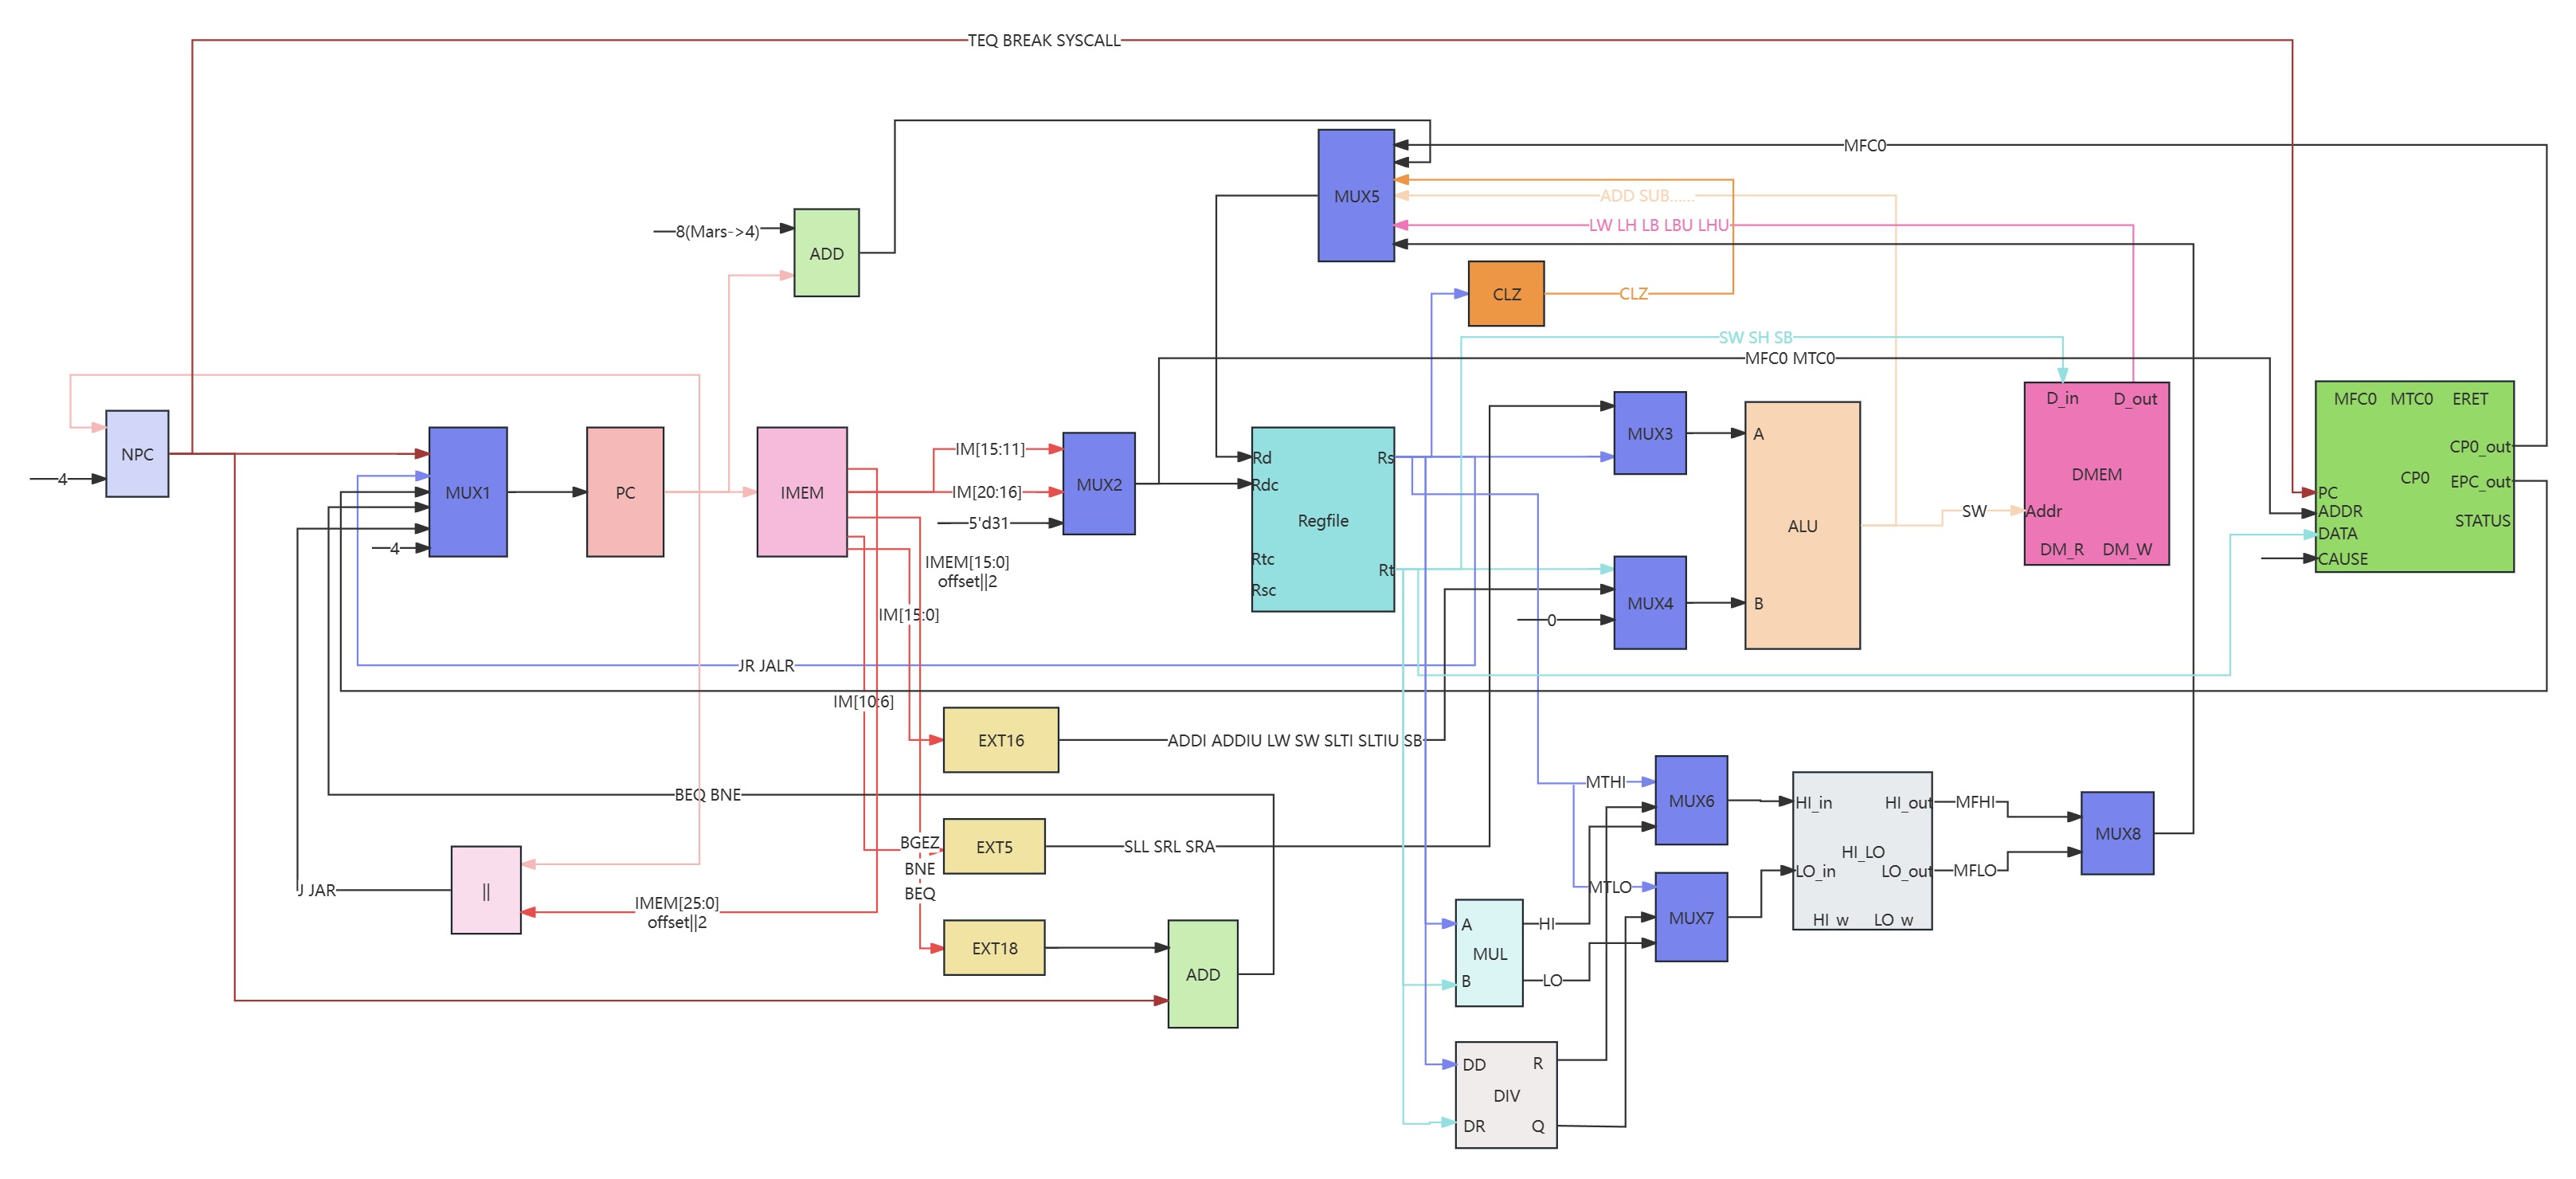 TEQ BREAK SYSCALL
MFC0
MUX5
ADD SUB......
8(Mars->4)
ADD
LW LH LB LBU LHU
CLZ
CLZ
SW SH SB
MFC0 MTC0
NPC
4
MUX1
4
PC
IMEM
IM[15:11]
IM[20:16]
5'd31
MUX2
Rd
Rdc
Regfile
Rtc
Rsc
Rs
Rt
MUX3
MUX4
0
A
ALU
B
SW
D_in D_out
DMEM
Addr
DM_R DM_W
MFC0 MTC0 ERET
CP0_out
CP0
EPC_out
PC
ADDR
STATUS
DATA
CAUSE
IMEM[15:0]
offset||2
IM[15:0]
JR JALR
IM[10:6]
EXT16
ADDI ADDIU LW SW SLTI SLTIU SB
BEQ BNE
BGEZ
BNE
BEQ
EXT5
SLL SRL SRA
J JAR
||
IMEM[25:0]
offset||2
EXT18
ADD
MTHI
MUX6
MTLO
MUX7
HI_in HI_out
HI_LO
LO_in LO_out
HI_w LO_w
MFHI
MFLO
MUX8
A
MUL
B
HI
LO
DD R
DIV
DR Q